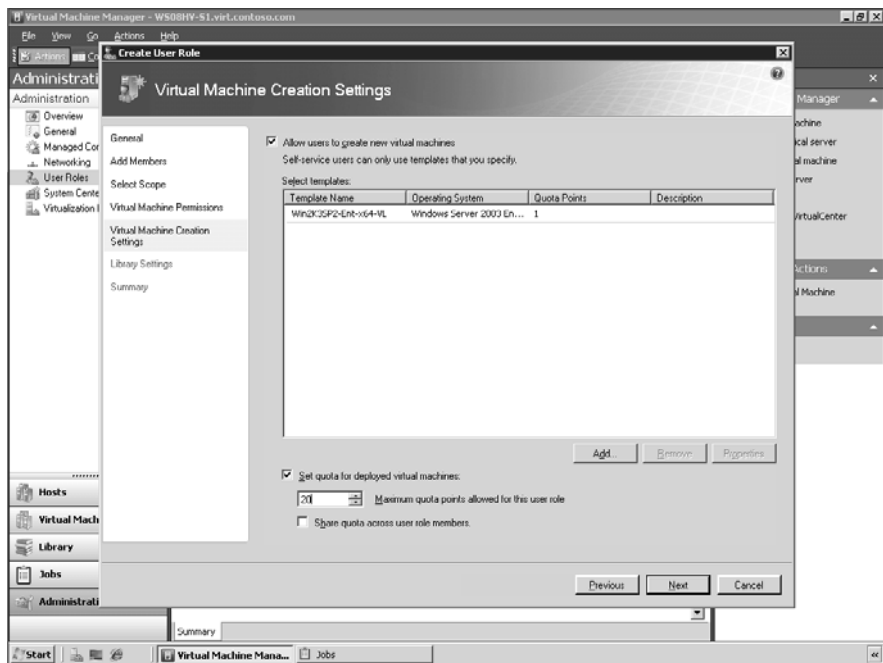 Virtual Machine Manager - WS08HV-S1.virt.contoso.com
File View Go Actions Help
Actions Co
Create User Role
Administrati
Virtual Machine Creation Settings
Administration
Overview
General
Managed Cor
Networking
User Roles
System Cente
Virtualization
General
Add Members
Select Scope
Virtual Machine Permissions
Virtual Machine Creation
Settings
Library Settings
Summary
Allow users to create new virtual machines
Self-service users can only use templates that you specify.
Select templates:
Template Name Operating System Quota Points Description
Win2K3SP2-Ent-x64-VL Windows Server 2003 En... 1
Add... Remove Properties
Set quota for deployed virtual machines:
20 Maximum quota points allowed for this user role
Share quota across user role members.
Previous Next Cancel
Manager
achine
ical server
al machine
rver
VirtualCenter
Actions
al Machine
Hosts
Virtual Mach
Library
Jobs
Administrati
Summary
Start Virtual Machine Mana... Jobs